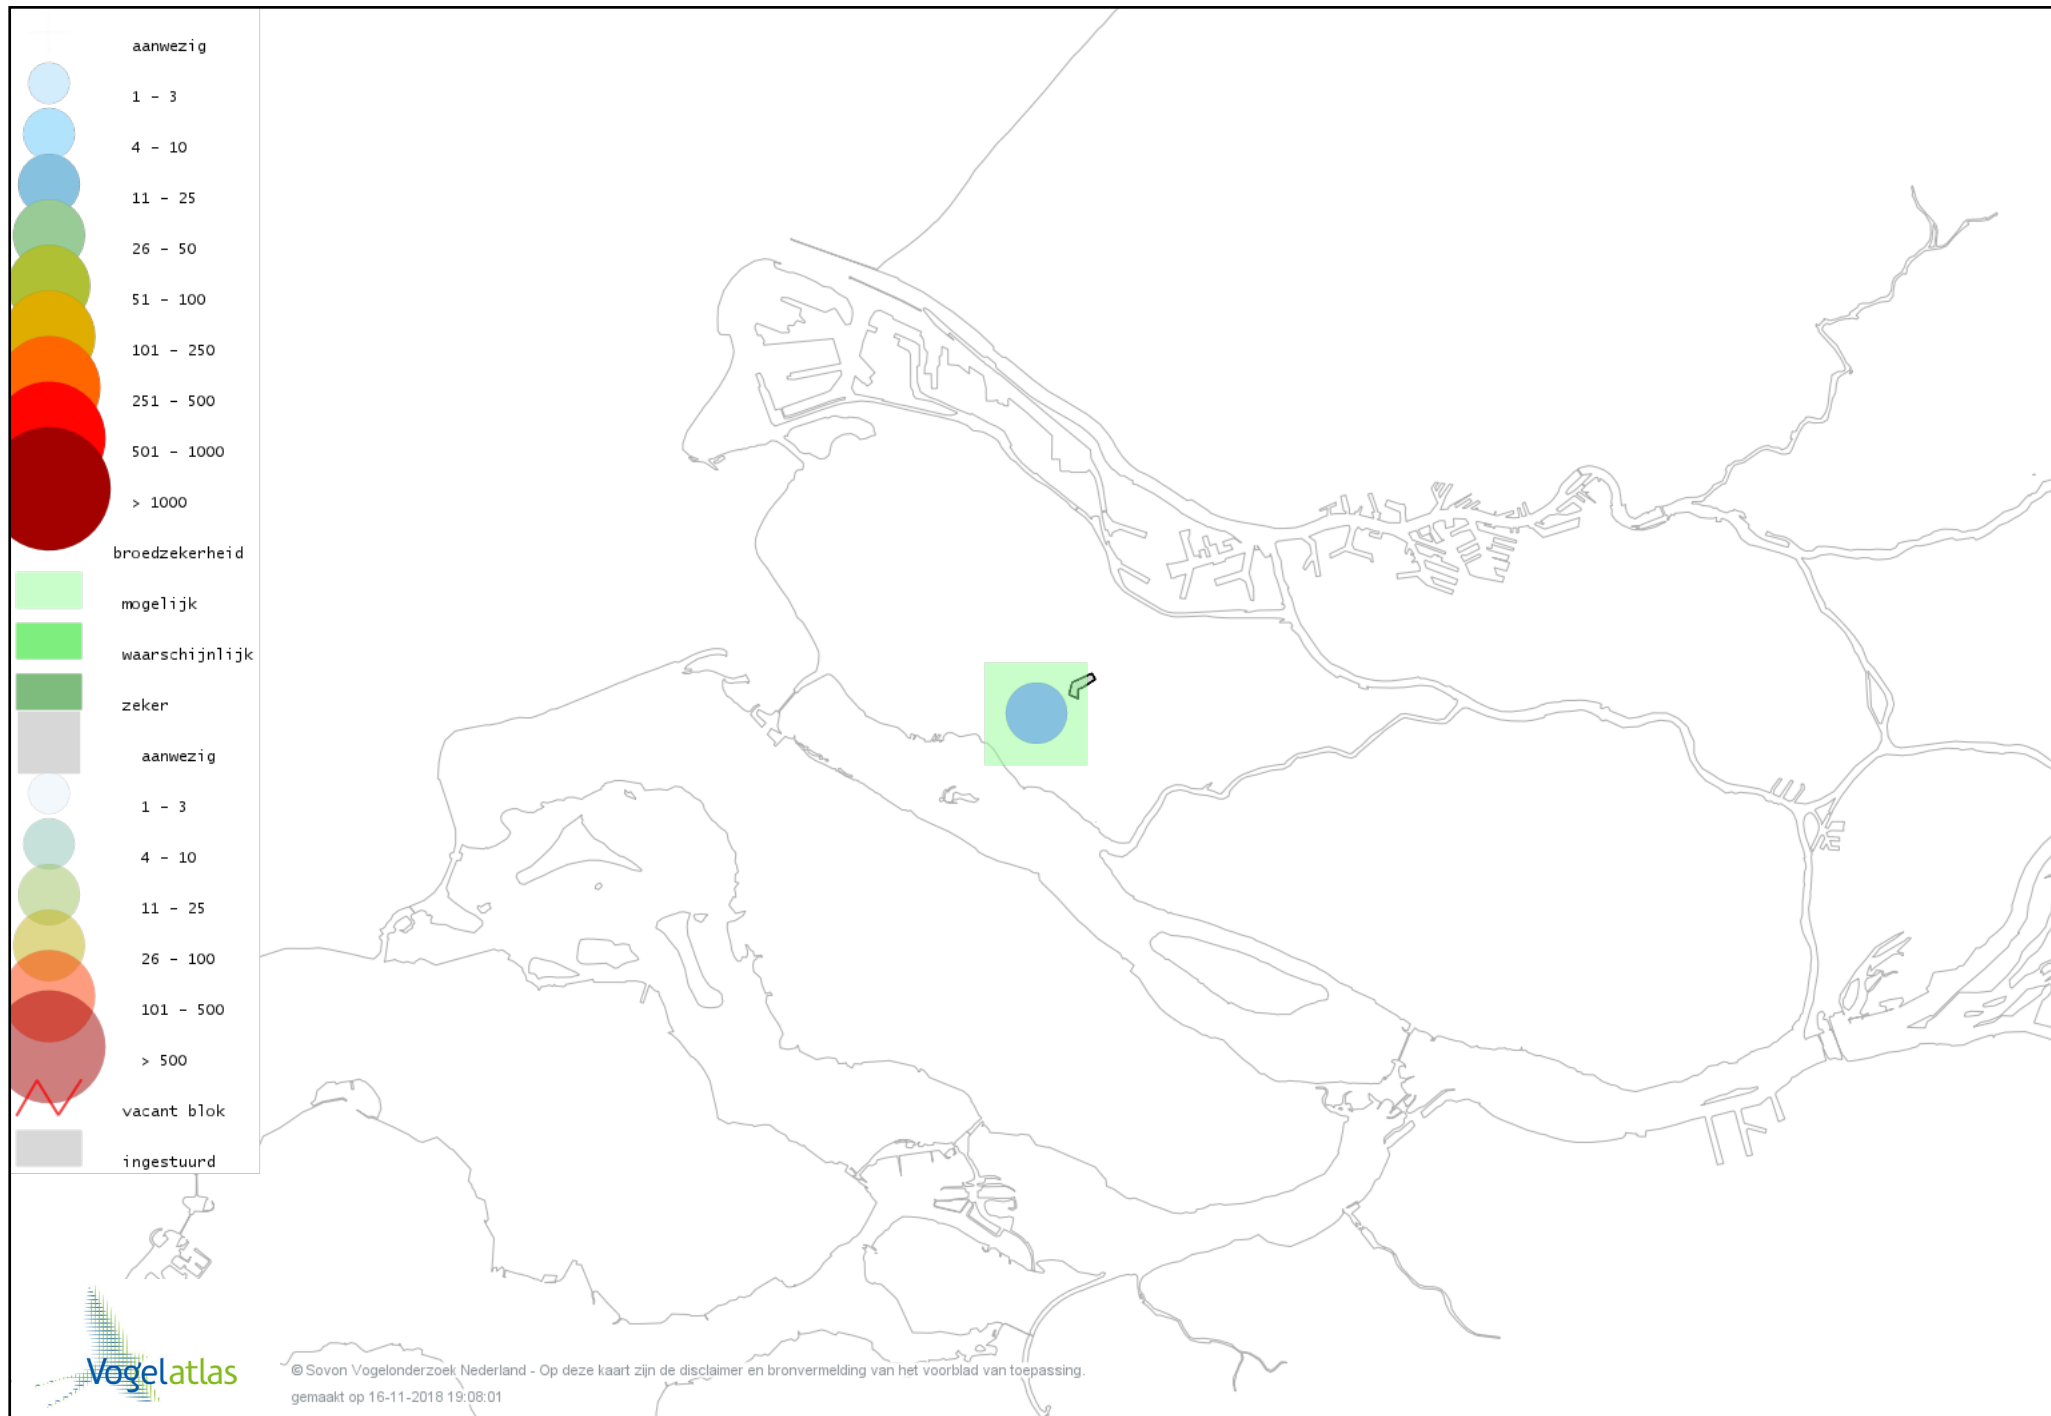 aanwezig
1 - 3
4 - 10
11 - 25
26 - 50
51 - 100
101 - 250
251 - 500
501 - 1000
> 1000
broedzekerheid
mogelijk
waarschijnlijk
zeker
aanwezig
1 - 3
4 - 10
11 - 25
26 - 100
101 - 500
> 500
vacant blok
ingestuurd
Vogelatlas
© Sovon Vogelonderzoek Nederland - Op deze kaart zijn de disclaimer en bronvermelding van het voorblad van toepassing.
gemaakt op 16-11-2018 19:08:01